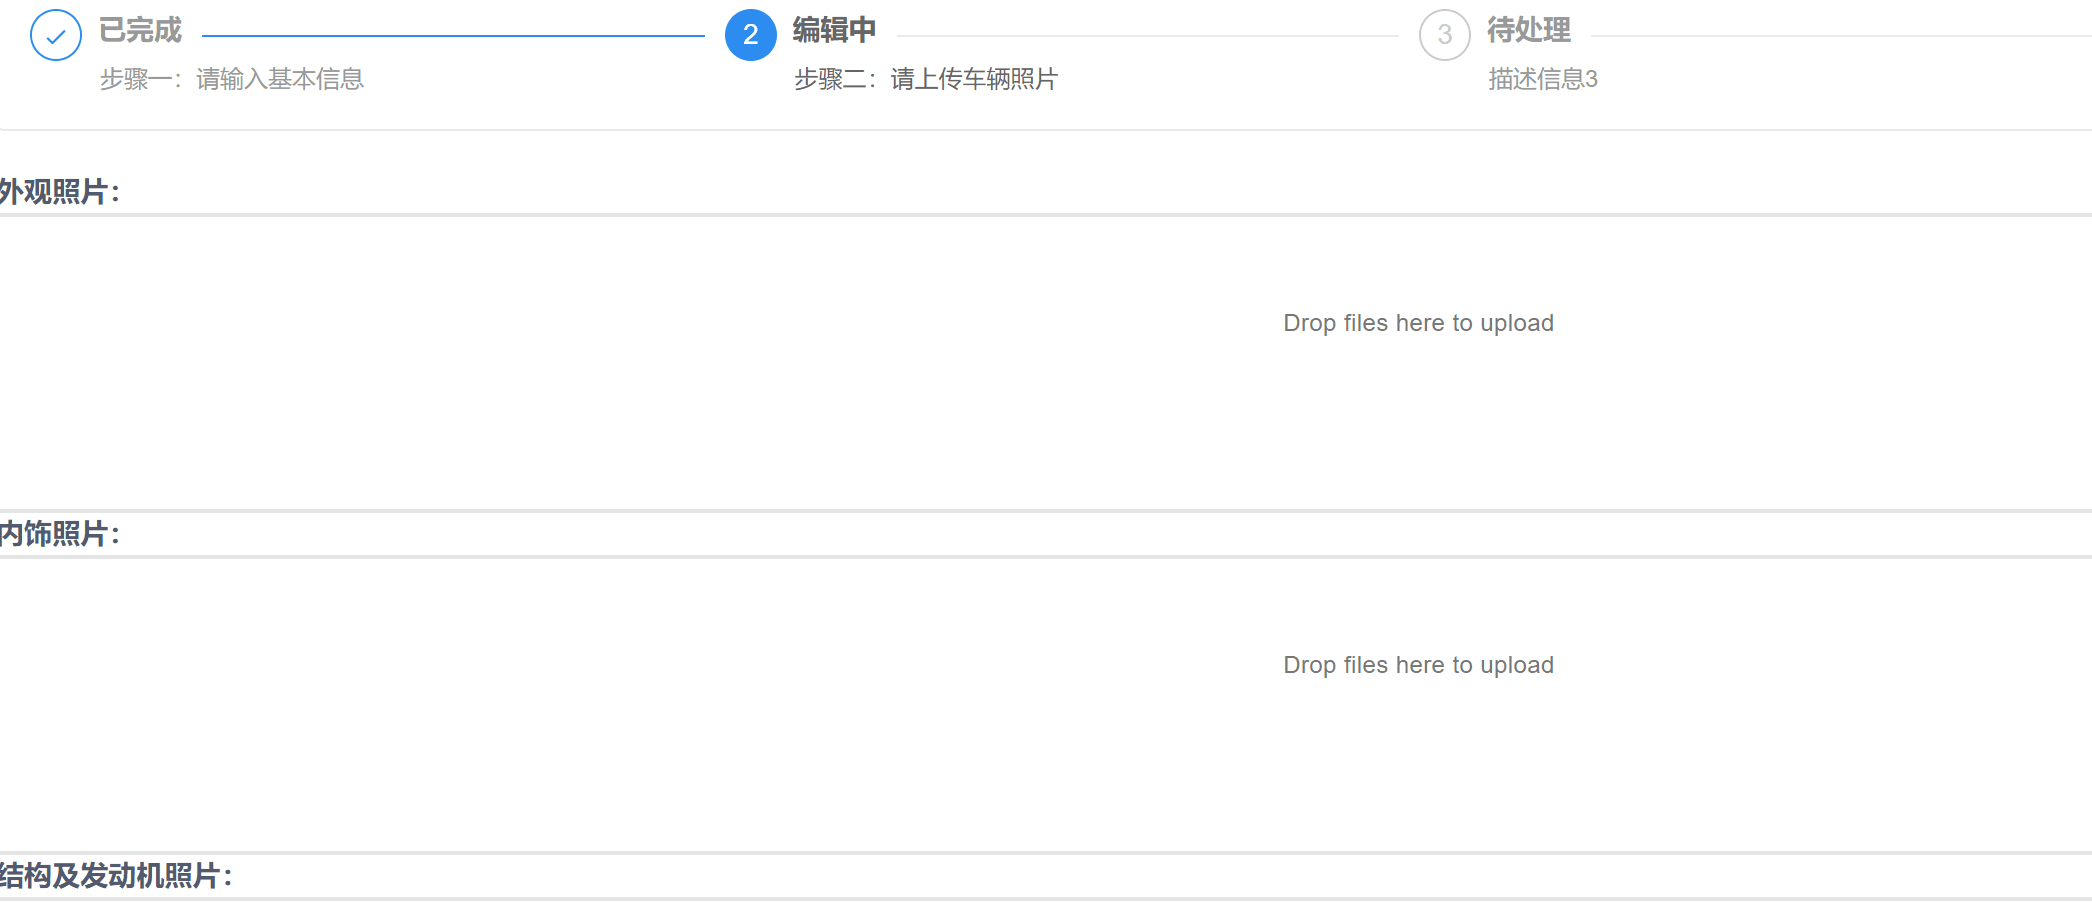 已完成
步骤一：请输入基本信息
2 编辑中
步骤二：请上传车辆照片
3 待处理
描述信息3
外观照片：
Drop files here to upload
内饰照片：
Drop files here to upload
结构及发动机照片：